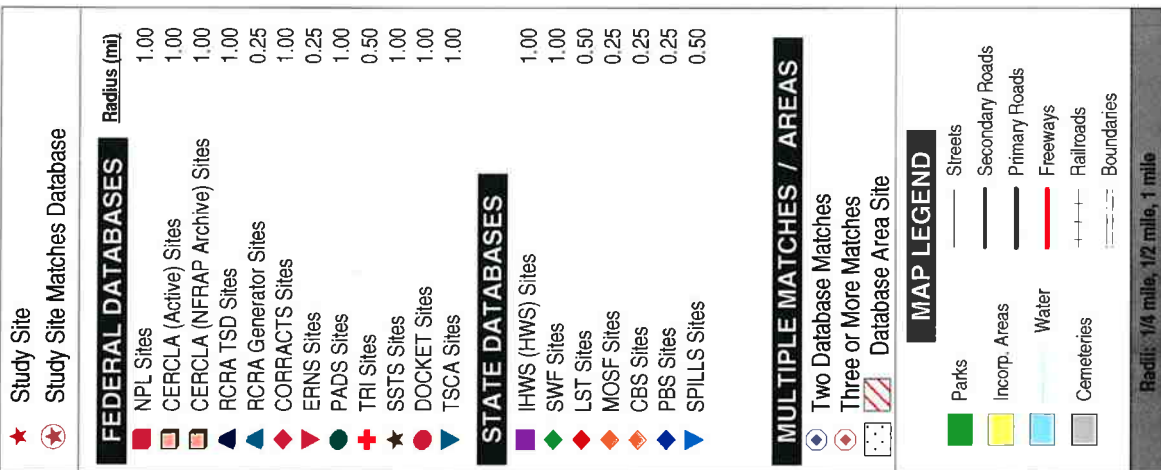 Study Site
Study Site Matches Database
FEDERAL DATABASES Radius (mi)
NPL Sites 1.00
CERCLA (Active) Sites 1.00
CERCLA (NFRAP Archive) Sites 1.00
RCRA TSD Sites 1.00
RCRA Generator Sites 0.25
CORRACTS Sites 1.00
ERNS Sites 0.25
PADS Sites 1.00
TRI Sites 0.50
SSTS Sites 1.00
DOCKET Sites 1.00
TSCA Sites 1.00
STATE DATABASES
IHWS (HWS) Sites 1.00
SWF Sites 1.00
LST Sites 0.50
MOSF Sites 0.25
CBS Sites 0.25
PBS Sites 0.25
SPILLS Sites 0.50
MULTIPLE MATCHES / AREAS
Two Database Matches
Three or More Matches
Database Area Site
MAP LEGEND
Parks
Incorp. Areas
Water
Cemeteries
Streets
Secondary Roads
Primary Roads
Freeways
Railroads
Boundaries
Radii: 1/4 mile, 1/2 mile, 1 mile